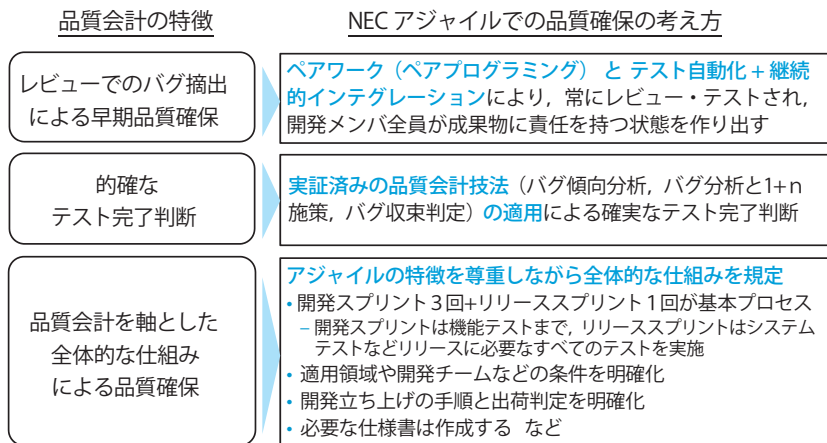 品質会計の特徴
NEC アジャイルでの品質確保の考え方
レビューでのバグ摘出
による早期品質確保
ペアワーク（ペアプログラミング） と テスト自動化 + 継続
的インテグレーションにより，常にレビュー・テストされ，
開発メンバ全員が成果物に責任を持つ状態を作り出す
的確な
テスト完了判断
実証済みの品質会計技法（バグ傾向分析，バグ分析と1+n
施策，バグ収束判定）の適用による確実なテスト完了判断
品質会計を軸とした
全体的な仕組み
による品質確保
アジャイルの特徴を尊重しながら全体的な仕組みを規定
• 開発スプリント３回+リリーススプリント１回が基本プロセス
– 開発スプリントは機能テストまで，リリーススプリントはシステム
テストなどリリースに必要なすべてのテストを実施
• 適用領域や開発チームなどの条件を明確化
• 開発立ち上げの手順と出荷判定を明確化
• 必要な仕様書は作成する など